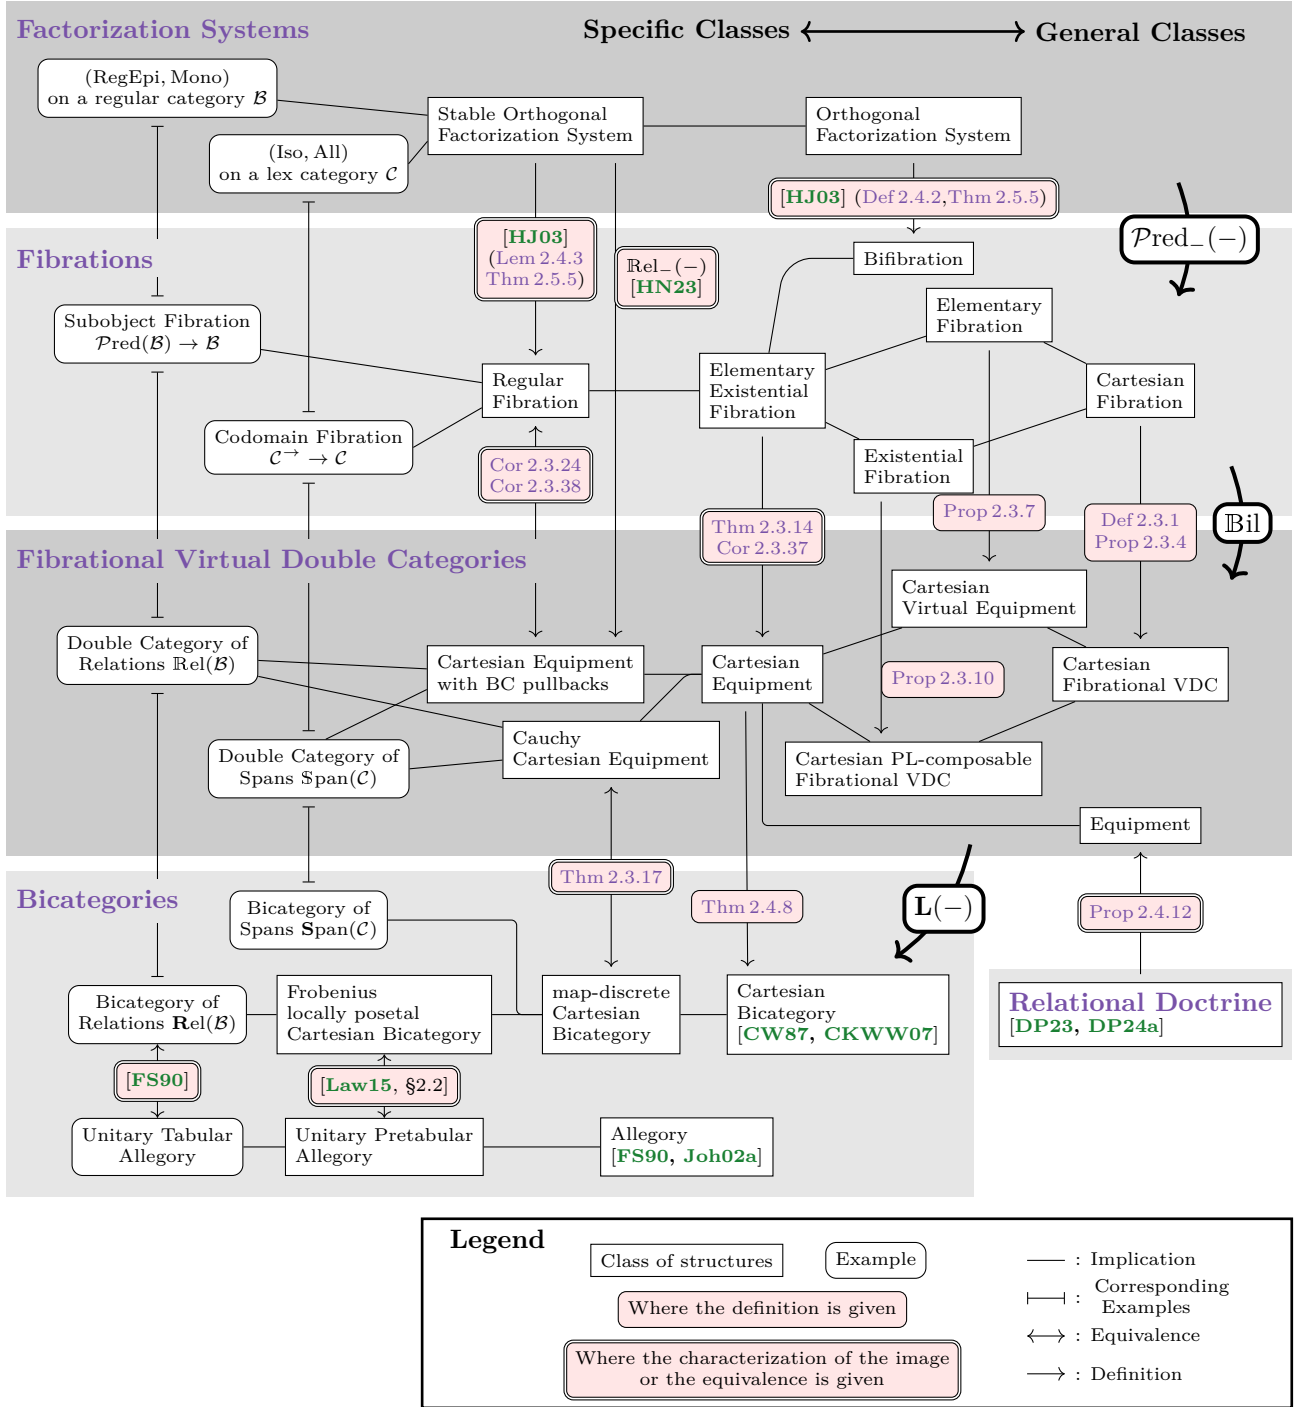 Factorization Systems
Specific Classes
General Classes
(RegEpi, Mono)
on a regular category ℬ
Stable Orthogonal
Factorization System
Orthogonal
Factorization System
(Iso, All)
on a lex category 𝒞
[HJ03] (Def 2.4.2,Thm 2.5.5)
𝒫red₋(−)
Fibrations
[HJ03]
(Lem 2.4.3
Thm 2.5.5)
ℝel₋(−)
[HN23]
Bifibration
Subobject Fibration
𝒫red(ℬ) → ℬ
Elementary
Fibration
Regular
Fibration
Elementary
Existential
Fibration
Cartesian
Fibration
Codomain Fibration
𝒞→ → 𝒞
Existential
Fibration
Cor 2.3.24
Cor 2.3.38
Thm 2.3.14
Cor 2.3.37
Prop 2.3.7
Def 2.3.1
Prop 2.3.4
𝔹il
Fibrational Virtual Double Categories
Cartesian
Virtual Equipment
Double Category of
Relations ℝel(ℬ)
Cartesian Equipment
with BC pullbacks
Cartesian
Equipment
Prop 2.3.10
Cartesian
Fibrational VDC
Double Category of
Spans 𝕊pan(𝒞)
Cauchy
Cartesian Equipment
Cartesian PL-composable
Fibrational VDC
Equipment
Bicategories
Thm 2.3.17
Thm 2.4.8
L(−)
Prop 2.4.12
Bicategory of
Spans Span(𝒞)
Bicategory of
Relations Rel(ℬ)
Frobenius
locally posetal
Cartesian Bicategory
map-discrete
Cartesian
Bicategory
Cartesian
Bicategory
[CW87, CKWW07]
Relational Doctrine
[DP23, DP24a]
[FS90]
[Law15, §2.2]
Unitary Tabular
Allegory
Unitary Pretabular
Allegory
Allegory
[FS90, Joh02a]
Legend
Class of structures
Example
Where the definition is given
Where the characterization of the image
or the equivalence is given
: Implication
: Corresponding
Examples
: Equivalence
: Definition